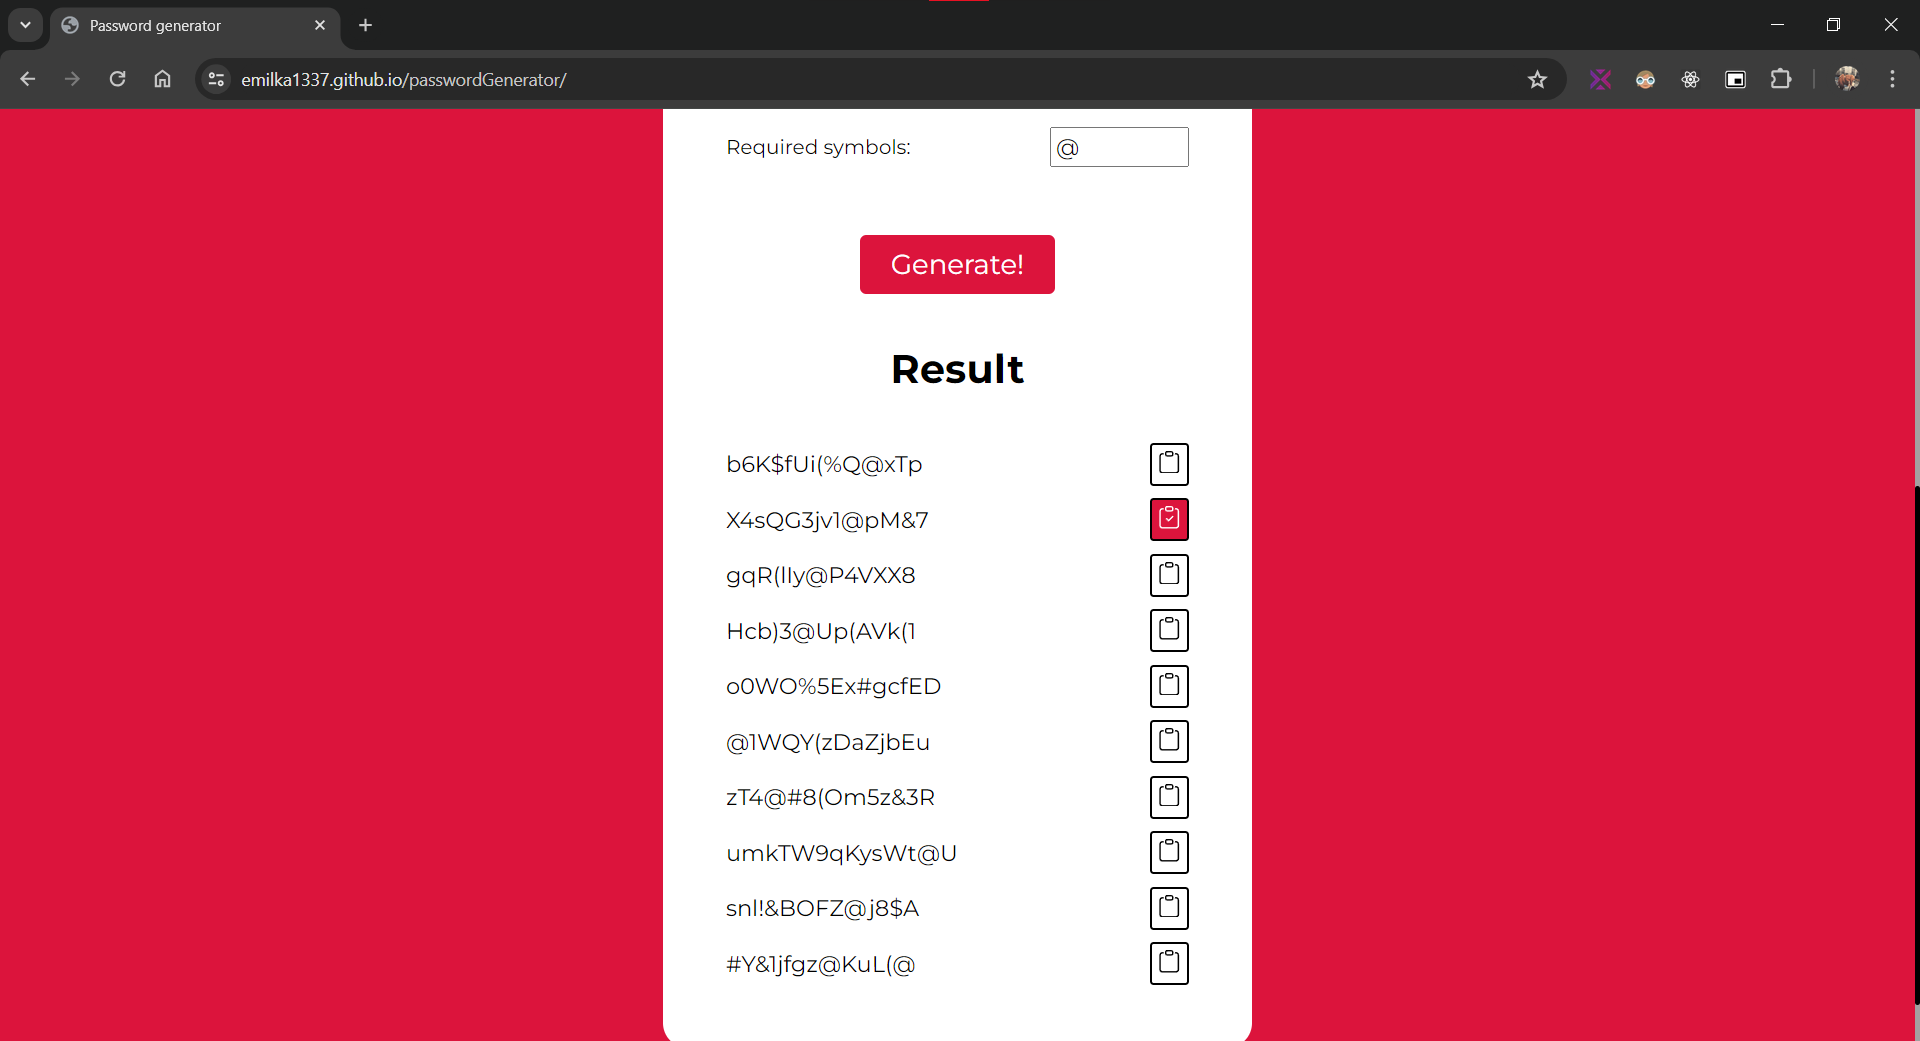 Password generator
emilka1337.github.io/passwordGenerator/
Required symbols: @
Generate!
Result
b6K$fUi(%Q@xTp
X4sQG3jv1@pM&7
gqR(lIy@P4VXX8
Hcb)3@Up(AVk(1
o0WO%5Ex#gcfED
@1WQY(zDaZjbEu
zT4@#8(Om5z&3R
umkTW9qKysWt@U
snl!&BOFZ@j8$A
#Y&1jfgz@KuL(@